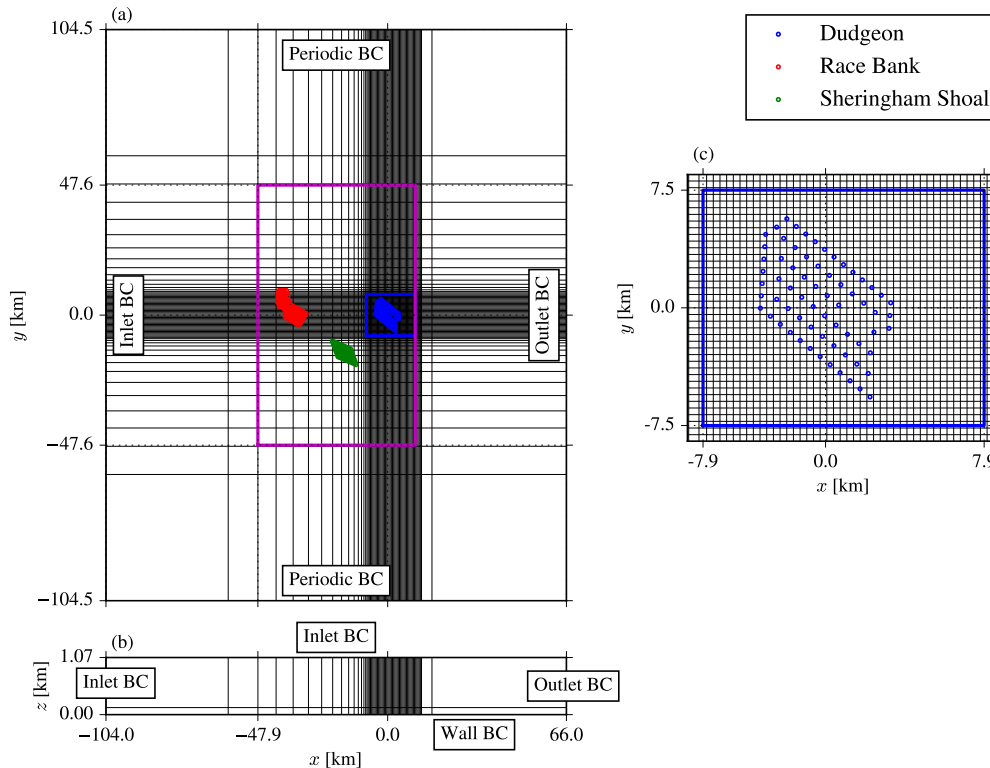 (a)
104.5
47.6
0.0
−47.6
−104.5
y [km]
Periodic BC
Inlet BC
Outlet BC
Periodic BC
Dudgeon
Race Bank
Sheringham Shoal
(c)
7.5
0.0
-7.5
y [km]
-7.9
0.0
7.9
x [km]
(b)
Inlet BC
1.07
0.00
z [km]
Inlet BC
Outlet BC
Wall BC
−104.0
−47.9
0.0
66.0
x [km]